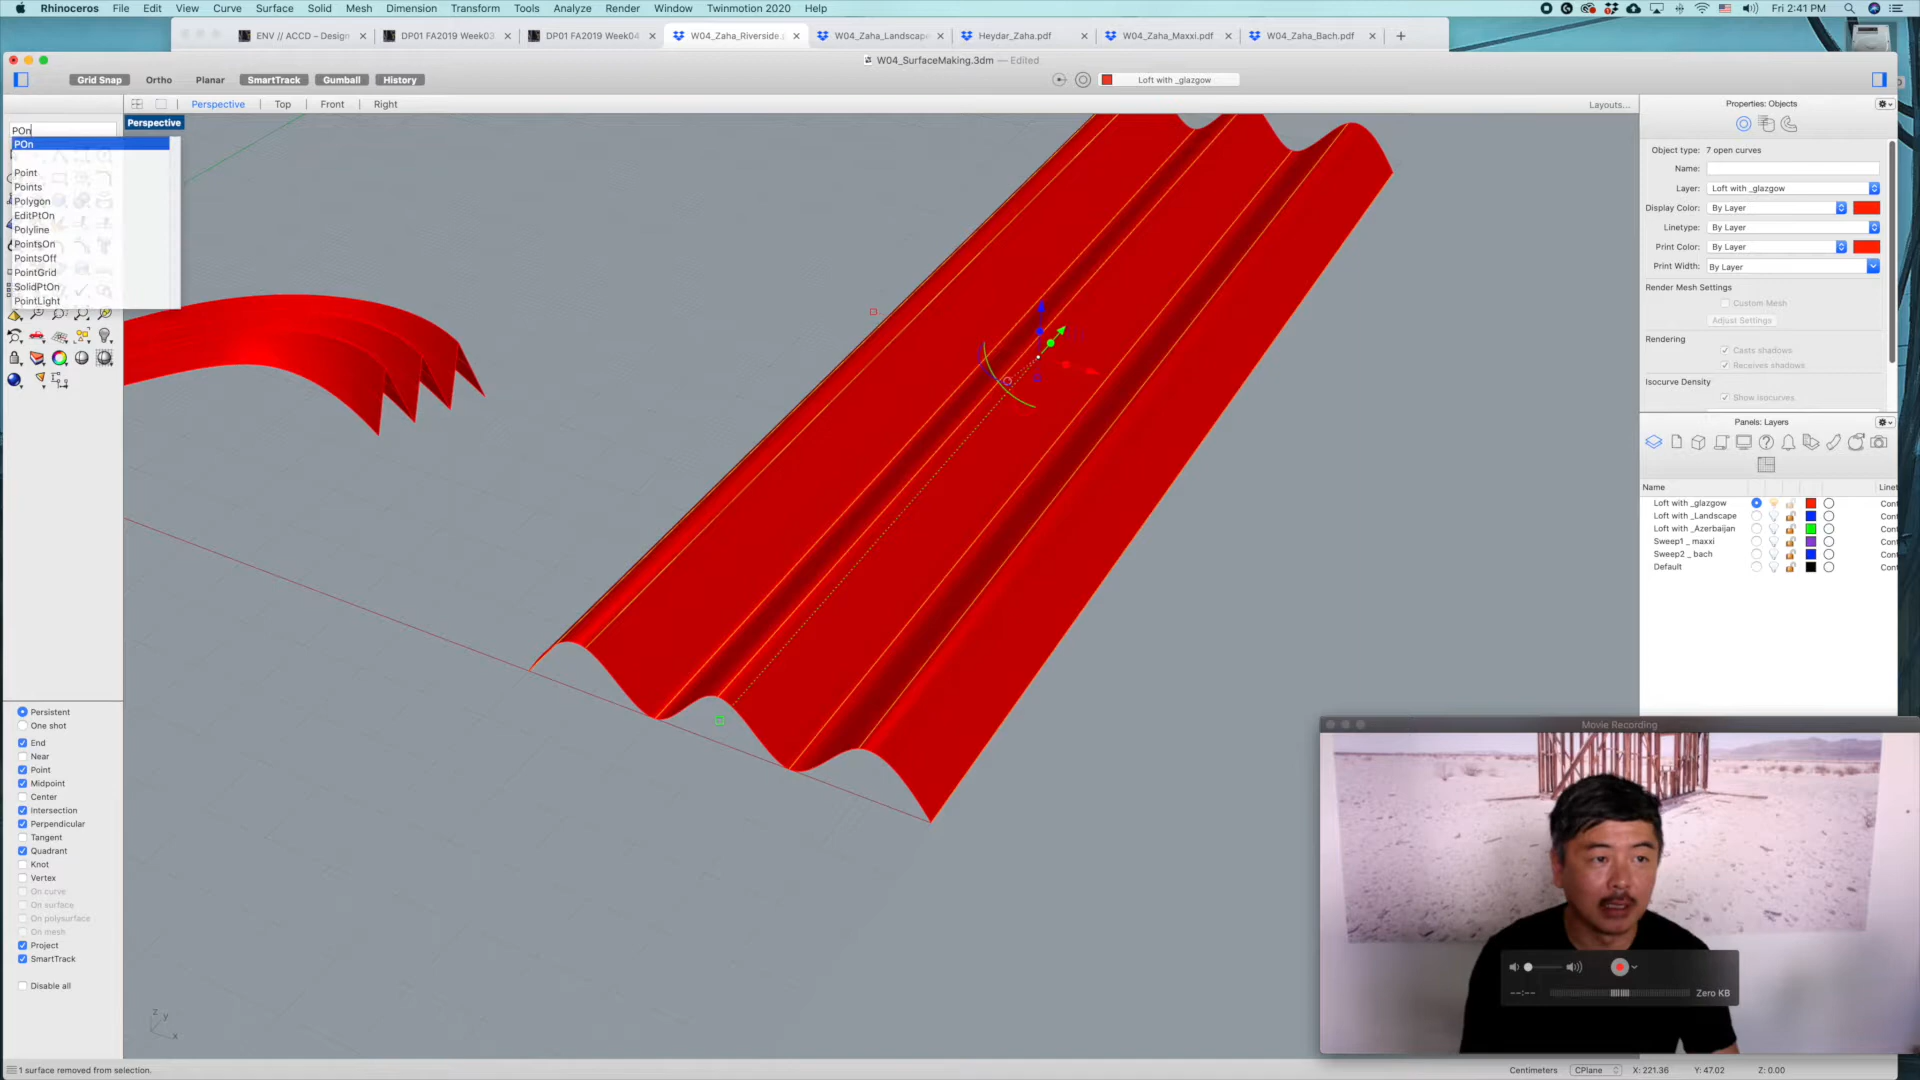 Rhinoceros File Edit View Curve Surface Solid Mesh Dimension Transform Tools Analyze Render Window Twinmotion 2020 Help Fri 2:41 PM
ENV // ACCD – Design DP01 FA2019 Week03 DP01 FA2019 Week04 W04_Zaha_Riverside. W04_Zaha_Landscape Heydar_Zaha.pdf W04_Zaha_Maxxi.pdf W04_Zaha_Bach.pdf
W04_SurfaceMaking.3dm — Edited
Grid Snap Ortho Planar SmartTrack Gumball History Loft with _glazgow
Perspective Top Front Right Layouts...
Perspective
POn
POn
Point
Points
Polygon
EditPtOn
Polyline
PointsOn
PointsOff
PointGrid
SolidPtOn
PointLight
Persistent
One shot
End
Near
Point
Midpoint
Center
Intersection
Perpendicular
Tangent
Quadrant
Knot
Vertex
On curve
On surface
On polysurface
On mesh
Project
SmartTrack
Disable all
z y
x
Properties: Objects
Object type: 7 open curves
Name:
Layer: Loft with _glazgow
Display Color: By Layer
Linetype: By Layer
Print Color: By Layer
Print Width: By Layer
Render Mesh Settings
Custom Mesh
Adjust Settings
Rendering
Casts shadows
Receives shadows
Isocurve Density
Show isocurves
Panels: Layers
Name Linet
Loft with _glazgow Cont
Loft with _Landscape Cont
Loft with _Azerbaijan Cont
Sweep1 _ maxxi Cont
Sweep2 _ bach Cont
Default Cont
Movie Recording
--:-- Zero KB
1 surface removed from selection. Centimeters CPlane X: 221.36 Y: 47.02 Z: 0.00